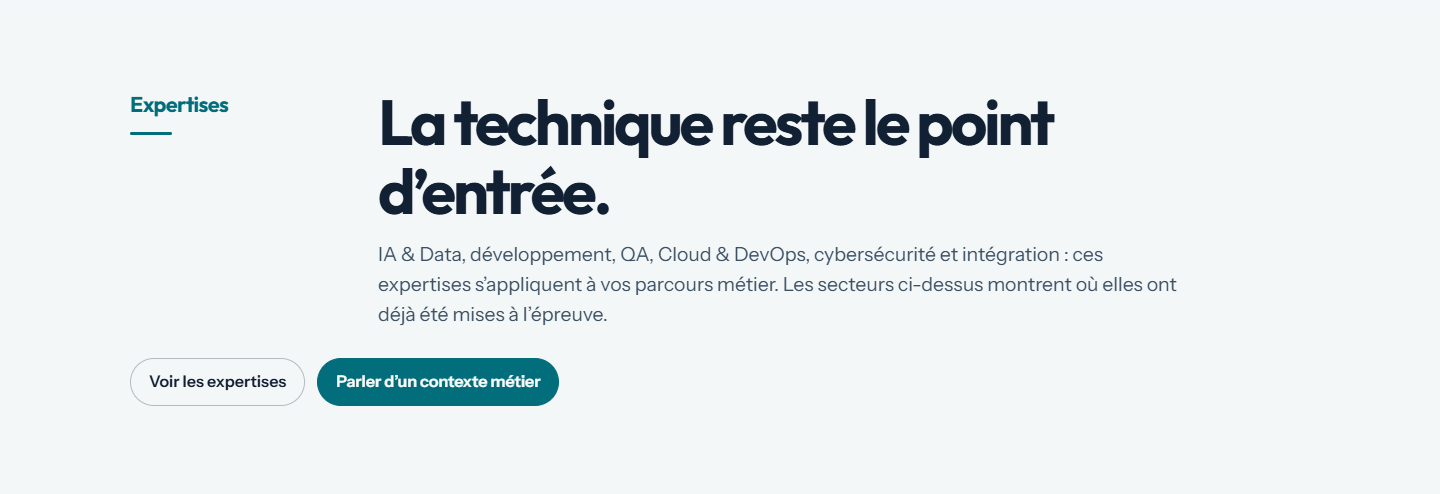 Expertises
La technique reste le point
d’entrée.
IA & Data, développement, QA, Cloud & DevOps, cybersécurité et intégration : ces
expertises s’appliquent à vos parcours métier. Les secteurs ci-dessus montrent où elles ont
déjà été mises à l’épreuve.
Voir les expertises
Parler d’un contexte métier